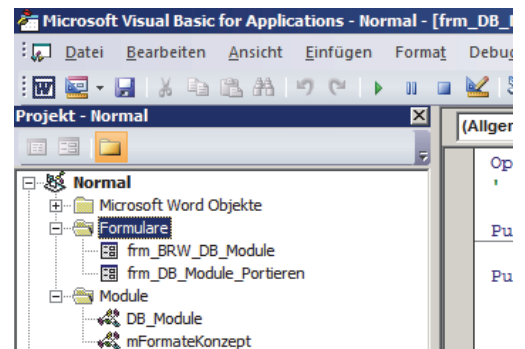 Microsoft Visual Basic for Applications - Normal - [frm_DB_
Datei Bearbeiten Ansicht Einfügen Format Debug
Projekt - Normal
(Allger
Normal
Microsoft Word Objekte
Formulare
frm_BRW_DB_Module
frm_DB_Module_Portieren
Module
DB_Module
mFormateKonzept
Op
'
Pu
Pu